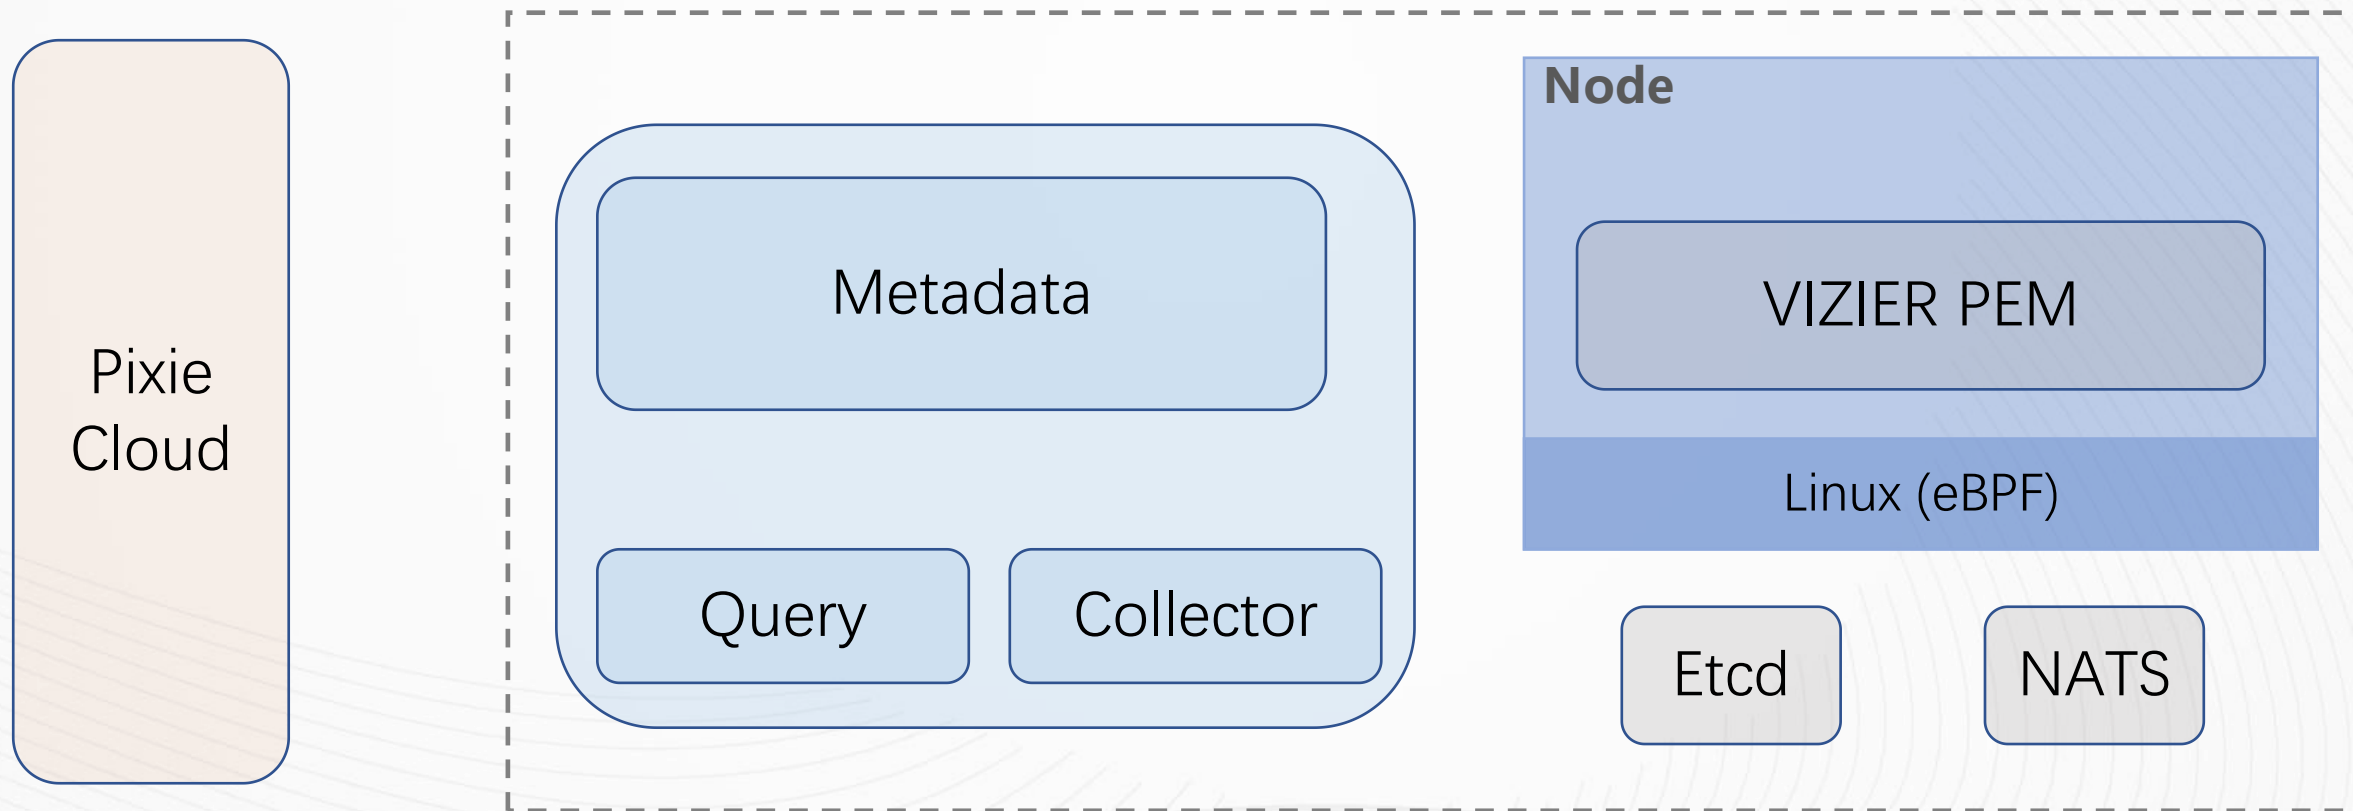 Pixie
Cloud
Metadata
Query
Collector
Node
VIZIER PEM
Linux (eBPF)
Etcd
NATS